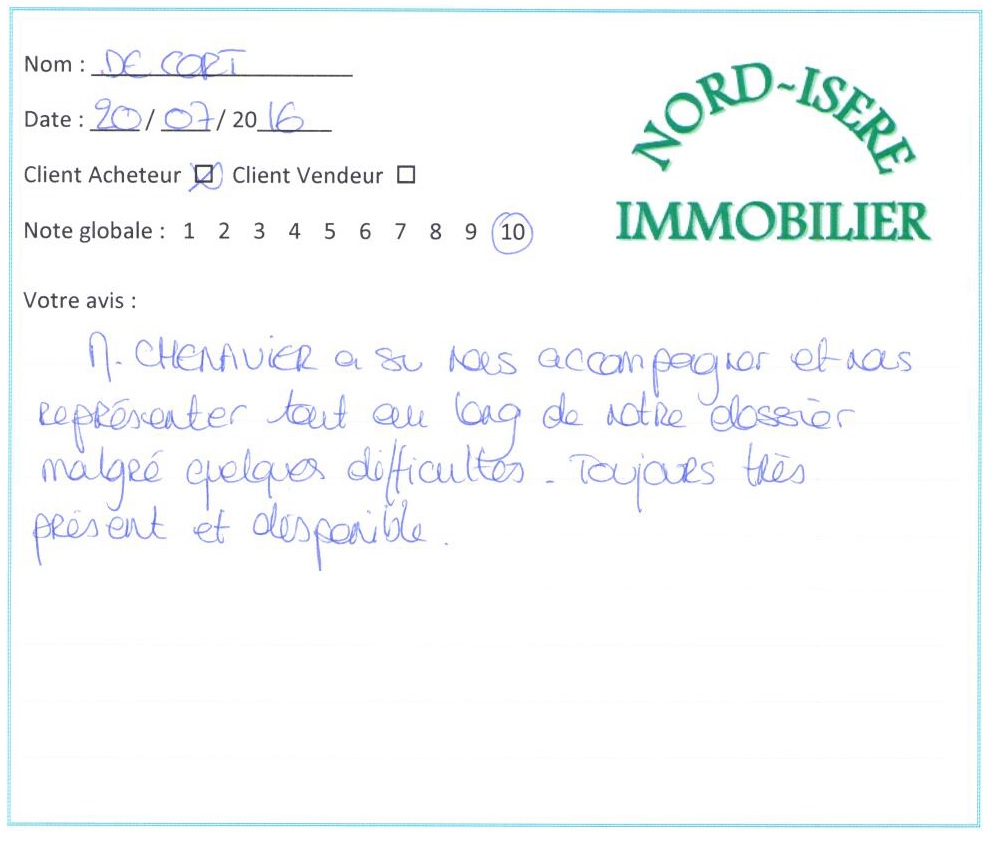 Nom : DE CORT
Date : 20/ 07/ 2016
Client Acheteur ☒ Client Vendeur ☐
Note globale : 1 2 3 4 5 6 7 8 9 10
NORD-ISERE
IMMOBILIER
Votre avis :
M. CHENAVIER a su nous accompagner et nous
représenter tout au long de notre dossier
malgré quelques difficultés. Toujours très
présent et disponible.